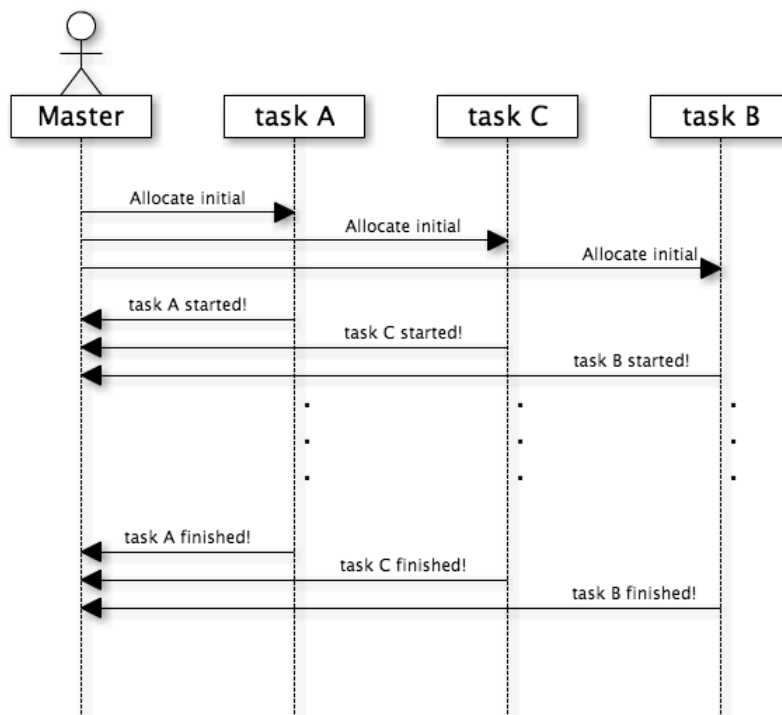 Master
task A
task C
task B
Allocate initial
Allocate initial
Allocate initial
task A started!
task C started!
task B started!
task A finished!
task C finished!
task B finished!